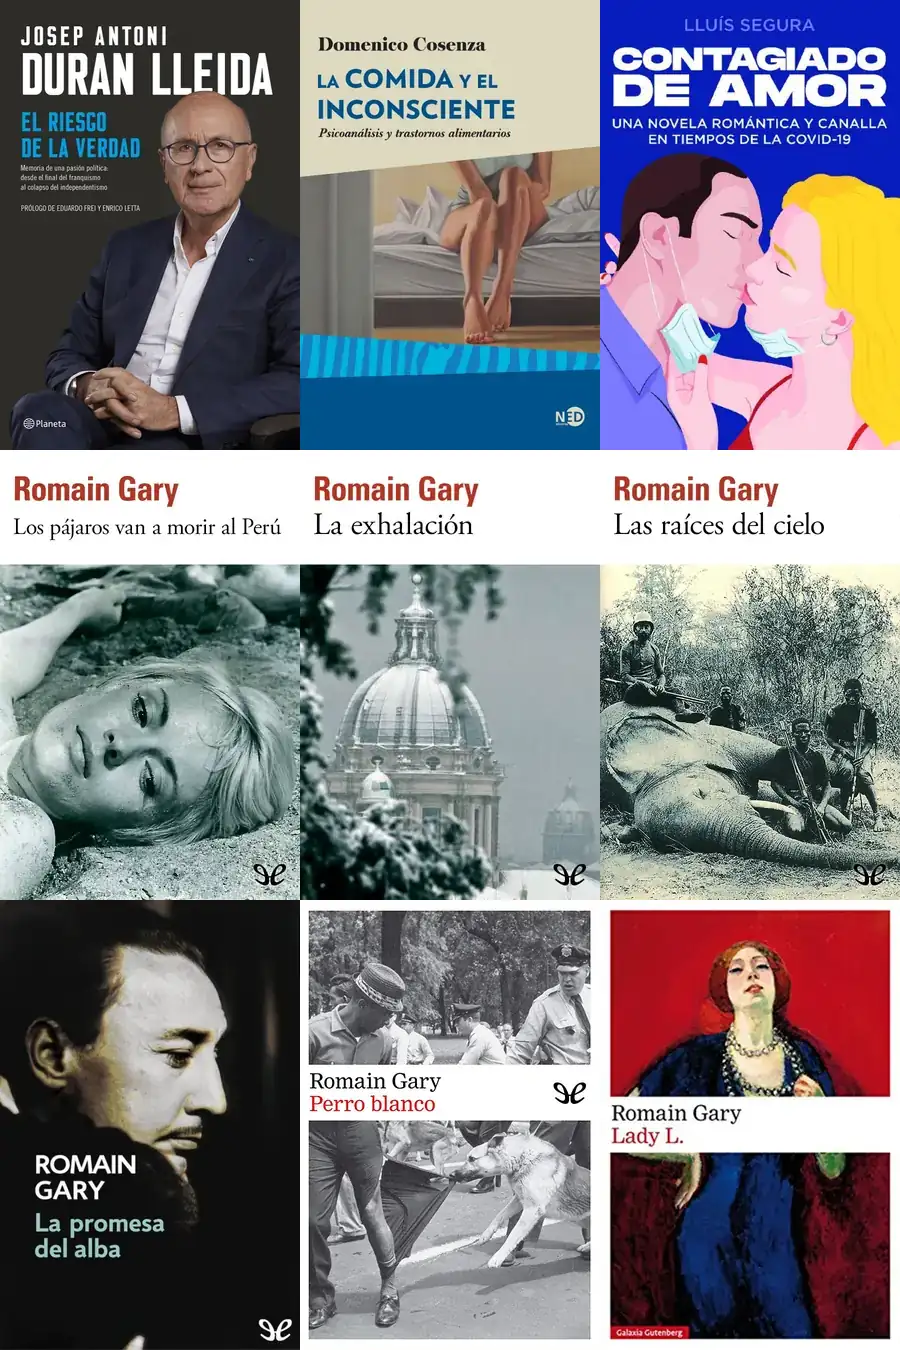 JOSEP ANTONI
DURAN LLEIDA
EL RIESGO
DE LA VERDAD
Memoria de una pasión política:
desde el final del franquismo
al colapso del independentismo
PRÓLOGO DE EDUARDO FREI Y ENRICO LETTA
Planeta
Domenico Cosenza
LA COMIDA Y EL
INCONSCIENTE
Psicoanálisis y trastornos alimentarios
NED
LLUÍS SEGURA
CONTAGIADO
DE AMOR
UNA NOVELA ROMÁNTICA Y CANALLA
EN TIEMPOS DE LA COVID-19
Romain Gary
Los pájaros van a morir al Perú
Romain Gary
La exhalación
Romain Gary
Las raíces del cielo
ROMAIN
GARY
La promesa
del alba
Romain Gary
Perro blanco
Romain Gary
Lady L.
Galaxia Gutenberg